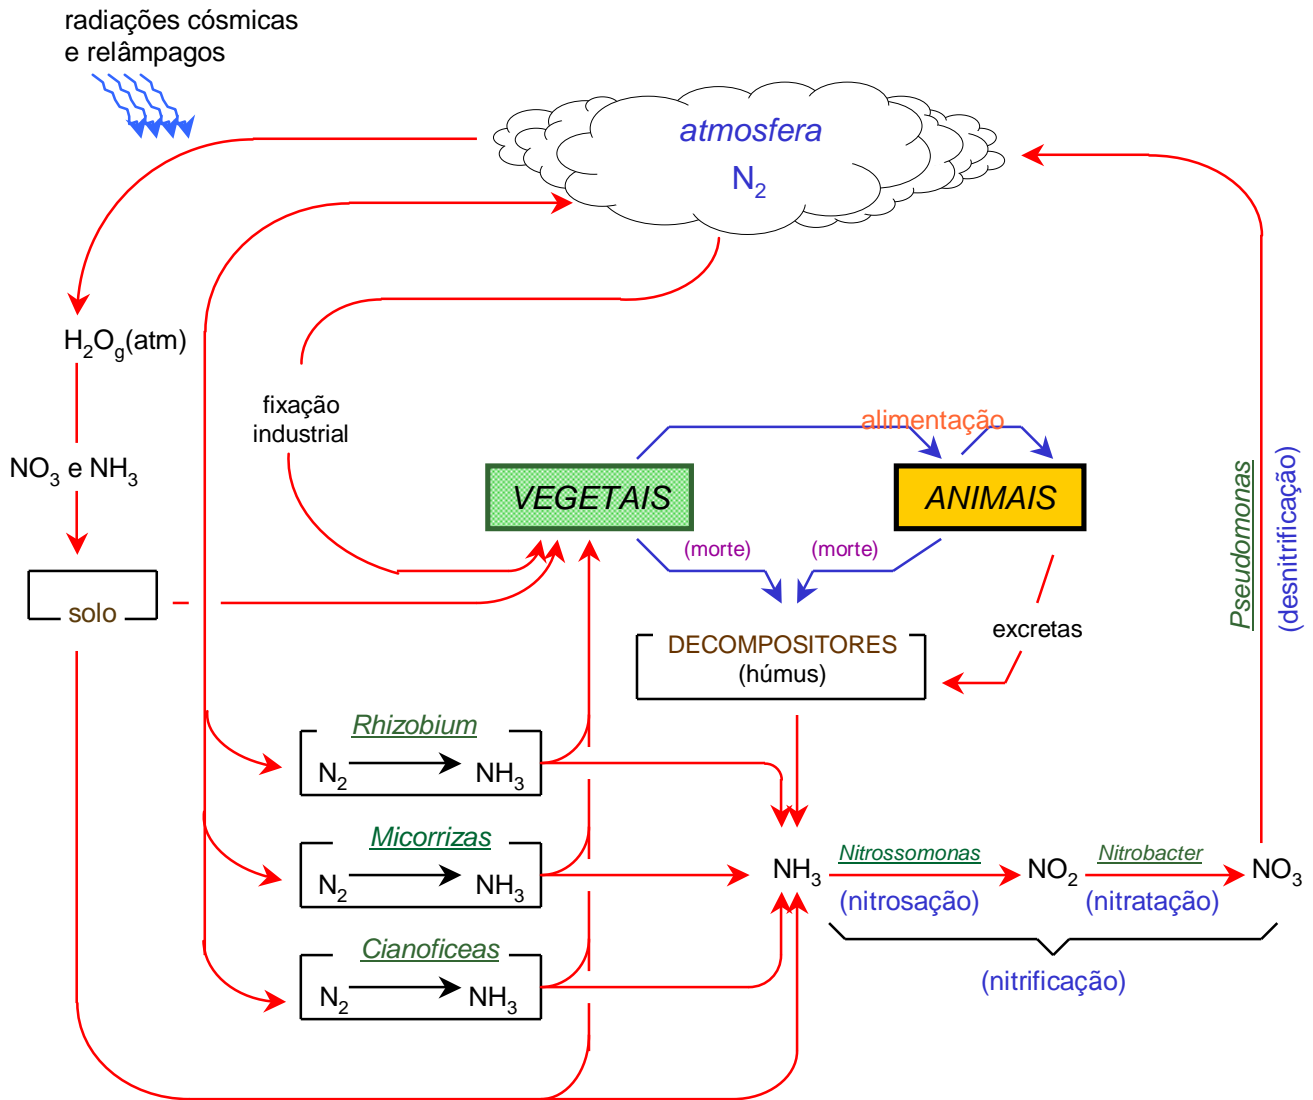 radiações cósmicas
e relâmpagos
atmosfera
N₂
H₂Og(atm)
fixação
industrial
alimentação
NO₃ e NH₃
VEGETAIS
ANIMAIS
(morte)
(morte)
Pseudomonas
(desnitrificação)
solo
excretas
DECOMPOSITORES
(húmus)
Rhizobium
N₂ NH₃
Micorrizas
N₂ NH₃
NH₃
Nitrossomonas
(nitrosação)
NO₂
Nitrobacter
(nitratação)
NO₃
Cianoficeas
N₂ NH₃
(nitrificação)